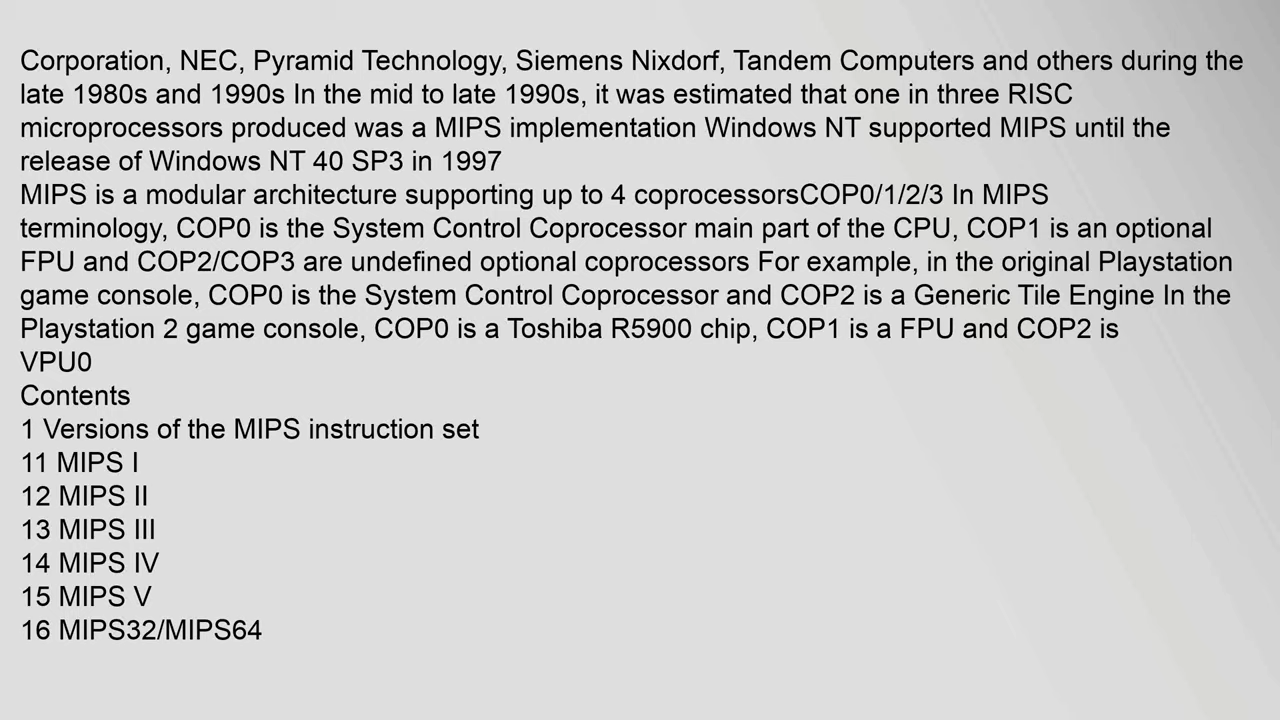 Corporation, NEC, Pyramid Technology, Siemens Nixdorf, Tandem Computers and others during the
late 1980s and 1990s In the mid to late 1990s, it was estimated that one in three RISC
microprocessors produced was a MIPS implementation Windows NT supported MIPS until the
release of Windows NT 40 SP3 in 1997
MIPS is a modular architecture supporting up to 4 coprocessorsCOP0/1/2/3 In MIPS
terminology, COP0 is the System Control Coprocessor main part of the CPU, COP1 is an optional
FPU and COP2/COP3 are undefined optional coprocessors For example, in the original Playstation
game console, COP0 is the System Control Coprocessor and COP2 is a Generic Tile Engine In the
Playstation 2 game console, COP0 is a Toshiba R5900 chip, COP1 is a FPU and COP2 is
VPU0
Contents
1 Versions of the MIPS instruction set
11 MIPS I
12 MIPS II
13 MIPS III
14 MIPS IV
15 MIPS V
16 MIPS32/MIPS64